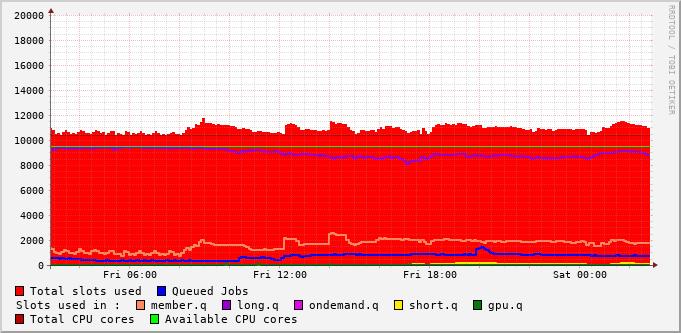 RRDTOOL / TOBI OETIKER
20000
18000
16000
14000
12000
10000
8000
6000
4000
2000
0
Fri 06:00 Fri 12:00 Fri 18:00 Sat 00:00
Total slots used Queued Jobs
Slots used in : member.q long.q ondemand.q short.q gpu.q
Total CPU cores Available CPU cores